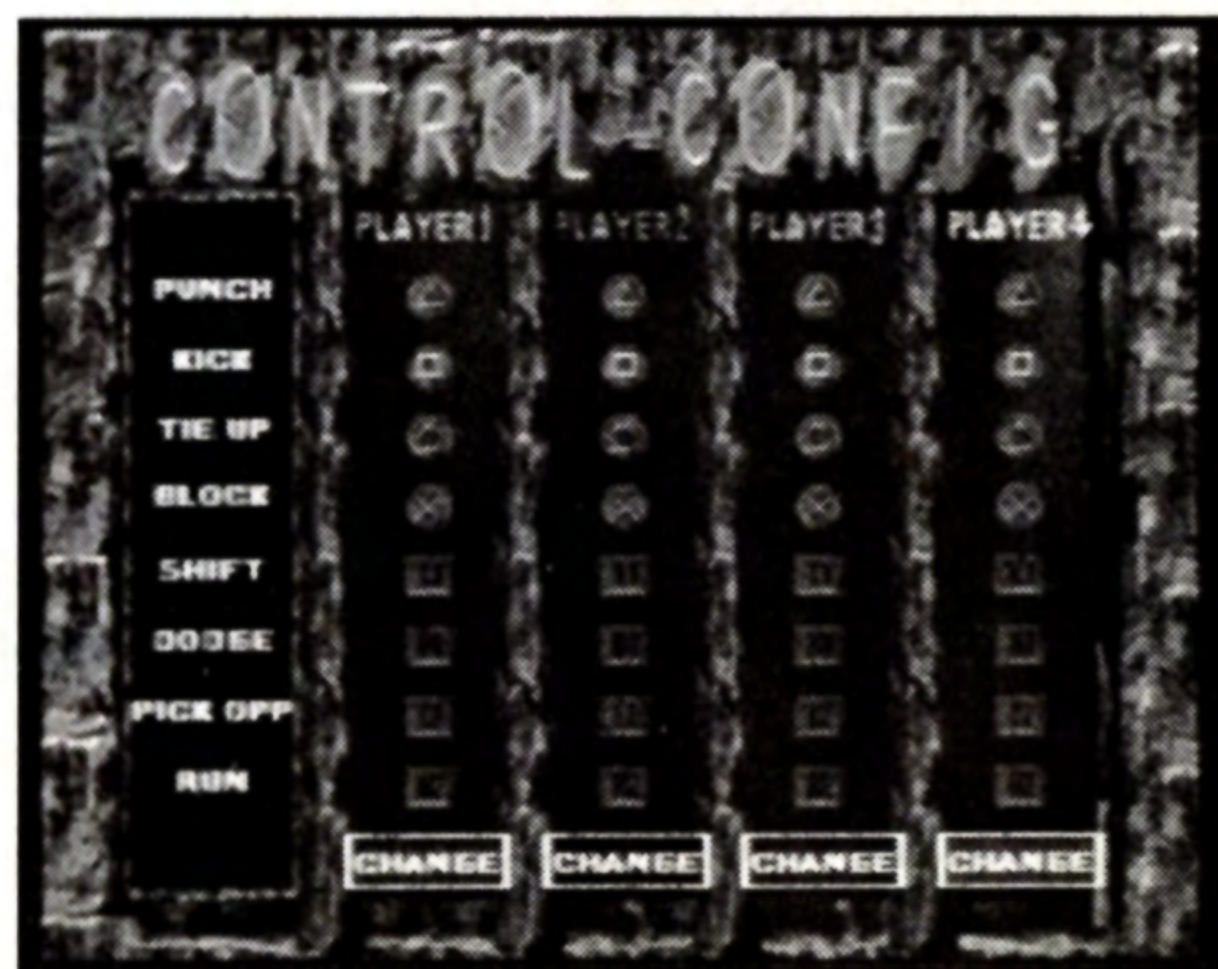 CONTROL CONFIG
PLAYER1 PLAYER2 PLAYER3 PLAYER4
PUNCH
KICK
TIE UP
BLOCK
SHIFT
DODGE
PICK OPP
RUN
CHANGE CHANGE CHANGE CHANGE